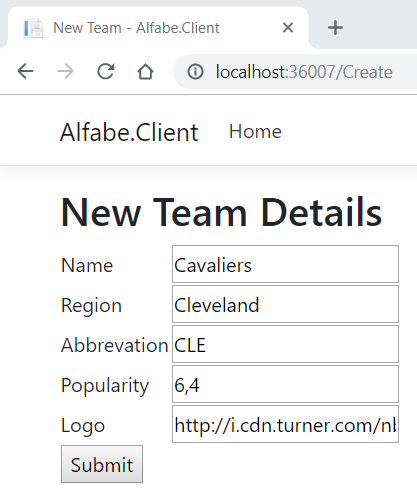 New Team - Alfabe.Client
localhost:36007/Create
Alfabe.Client Home
New Team Details
Name Cavaliers
Region Cleveland
Abbrevation CLE
Popularity 6,4
Logo http://i.cdn.turner.com/nb
Submit